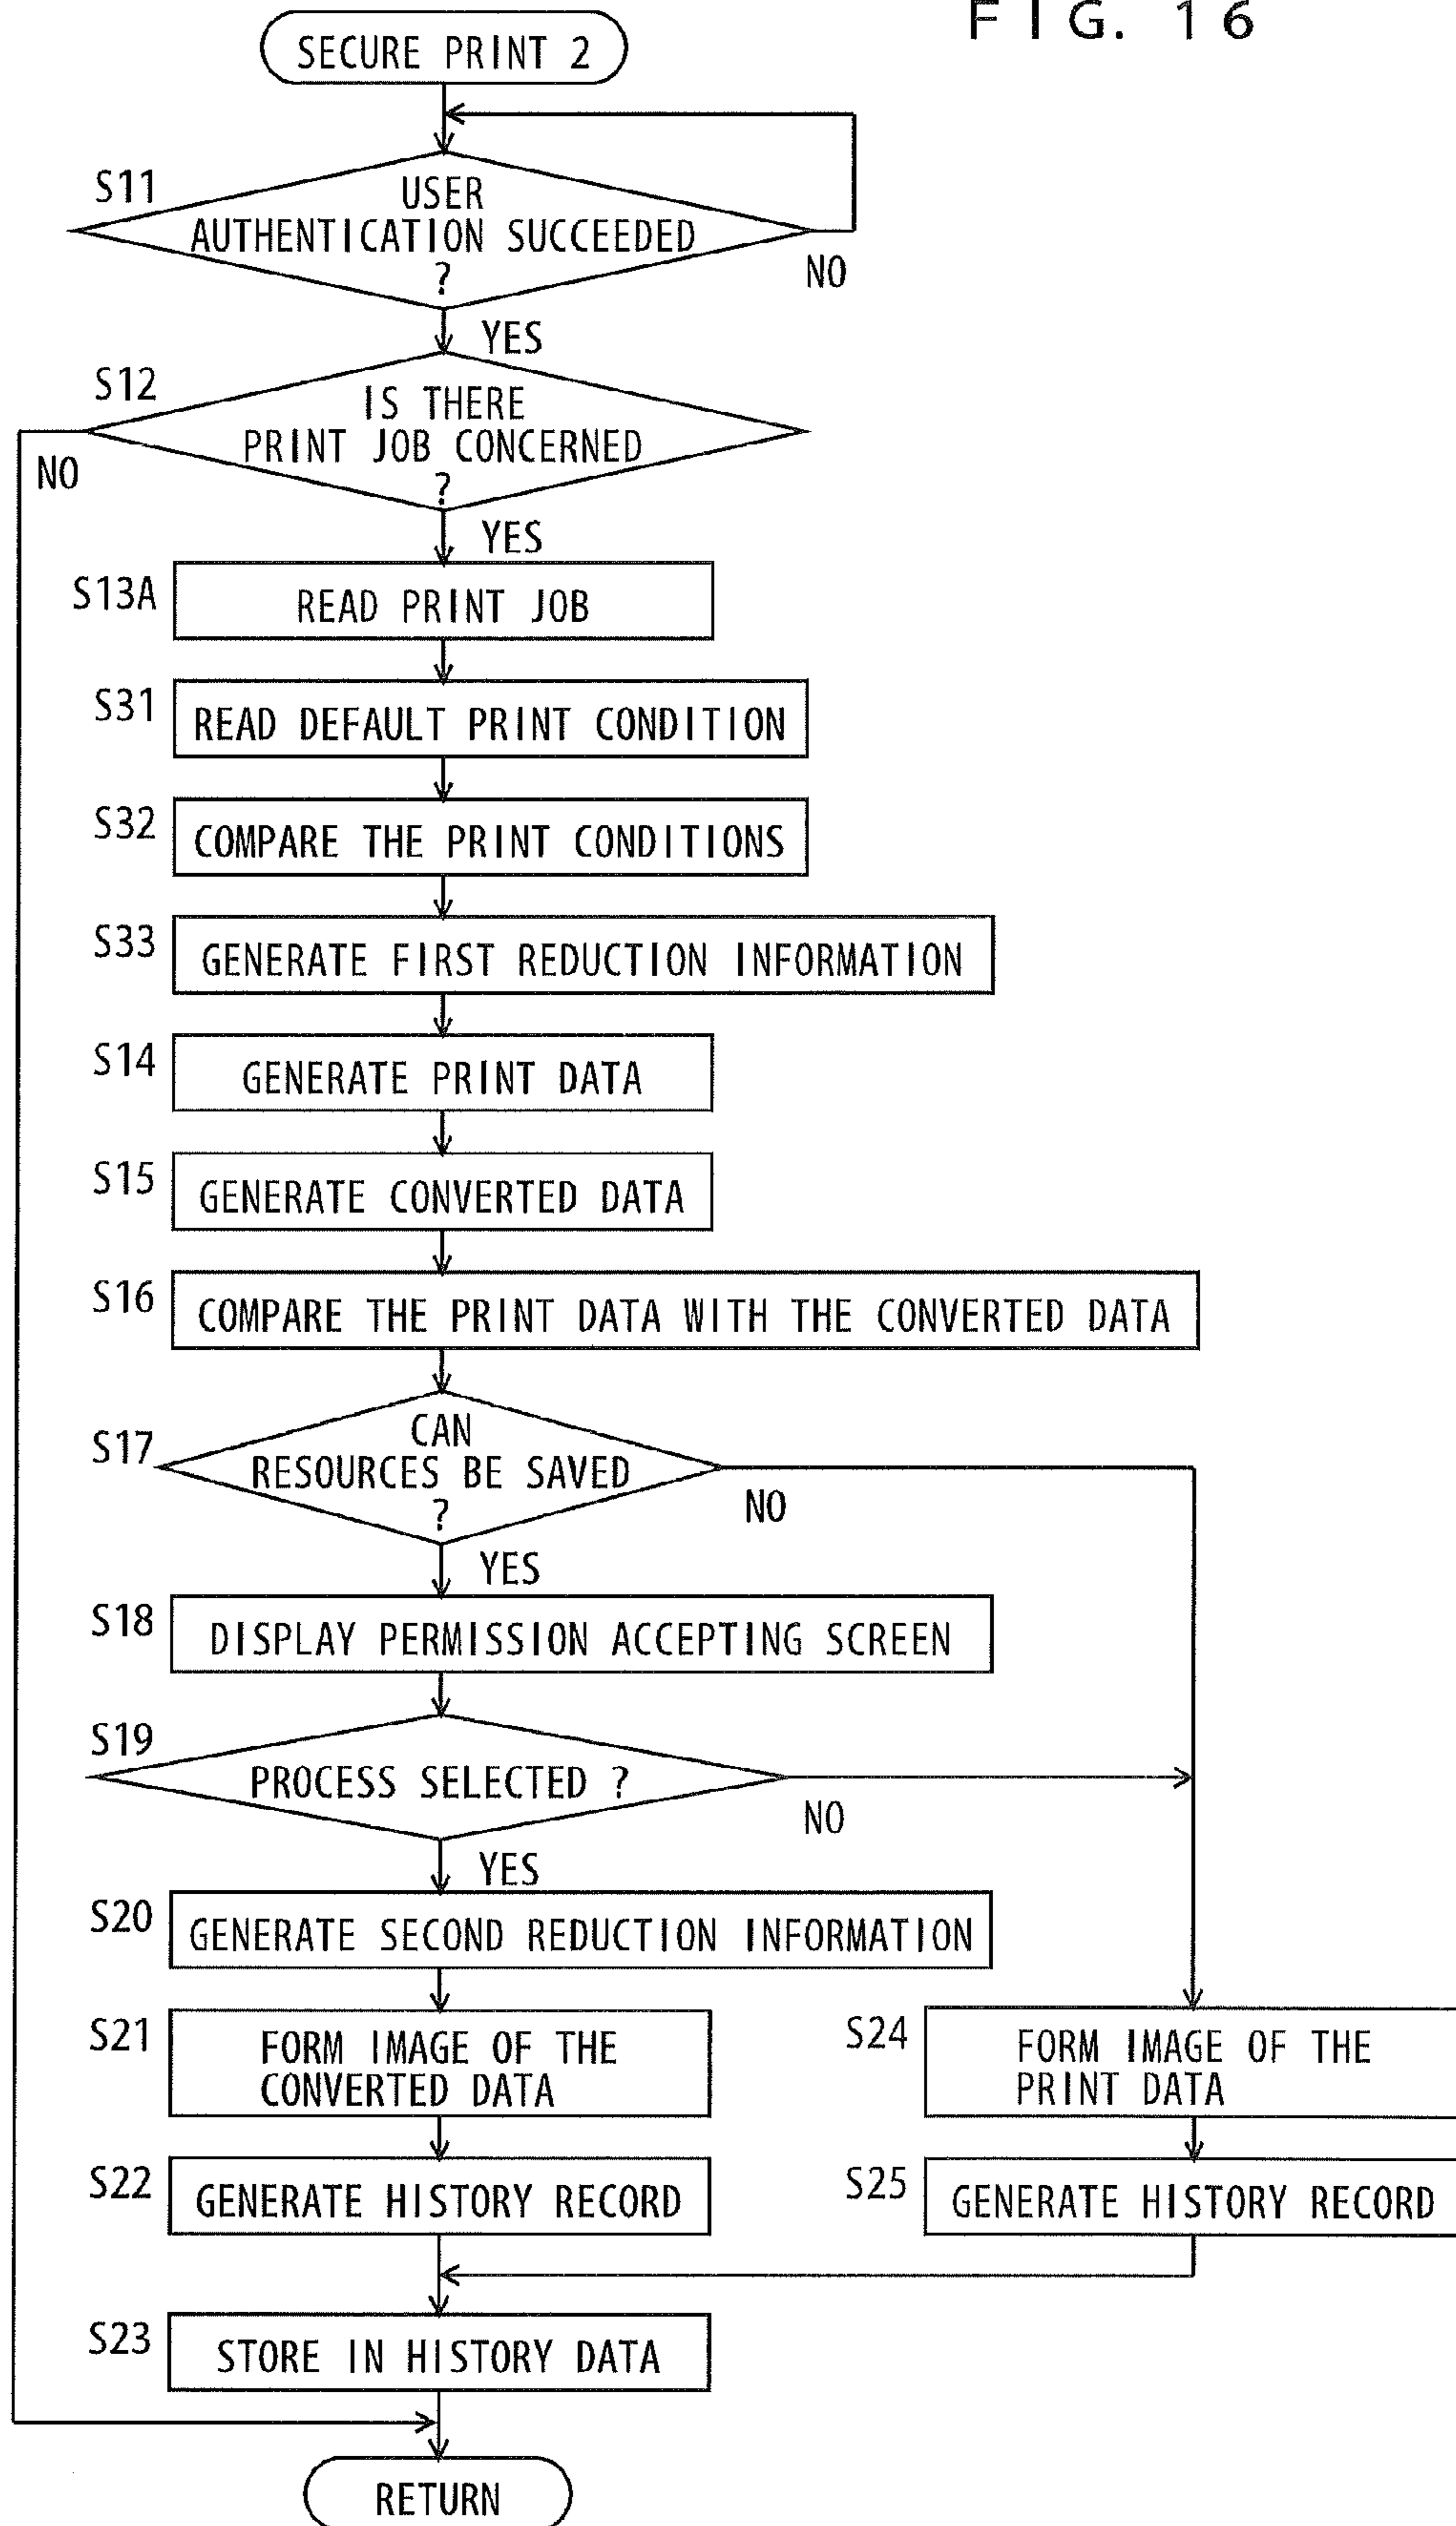 FIG. 16
SECURE PRINT 2
S11
USER
AUTHENTICATION SUCCEEDED
?
NO
YES
S12
IS THERE
PRINT JOB CONCERNED
?
NO
YES
S13A
READ PRINT JOB
S31
READ DEFAULT PRINT CONDITION
S32
COMPARE THE PRINT CONDITIONS
S33
GENERATE FIRST REDUCTION INFORMATION
S14
GENERATE PRINT DATA
S15
GENERATE CONVERTED DATA
S16
COMPARE THE PRINT DATA WITH THE CONVERTED DATA
S17
CAN
RESOURCES BE SAVED
?
NO
YES
S18
DISPLAY PERMISSION ACCEPTING SCREEN
S19
PROCESS SELECTED ?
NO
YES
S20
GENERATE SECOND REDUCTION INFORMATION
S21
FORM IMAGE OF THE
CONVERTED DATA
S24
FORM IMAGE OF THE
PRINT DATA
S22
GENERATE HISTORY RECORD
S25
GENERATE HISTORY RECORD
S23
STORE IN HISTORY DATA
RETURN